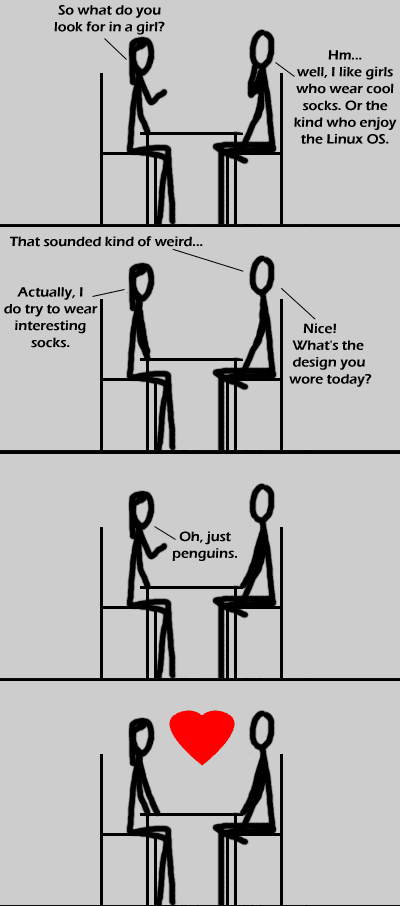 So what do you
look for in a girl?
Hm...
well, I like girls
who wear cool
socks. Or the
kind who enjoy
the Linux OS.
That sounded kind of weird...
Actually, I
do try to wear
interesting
socks.
Nice!
What's the
design you
wore today?
Oh, just
penguins.